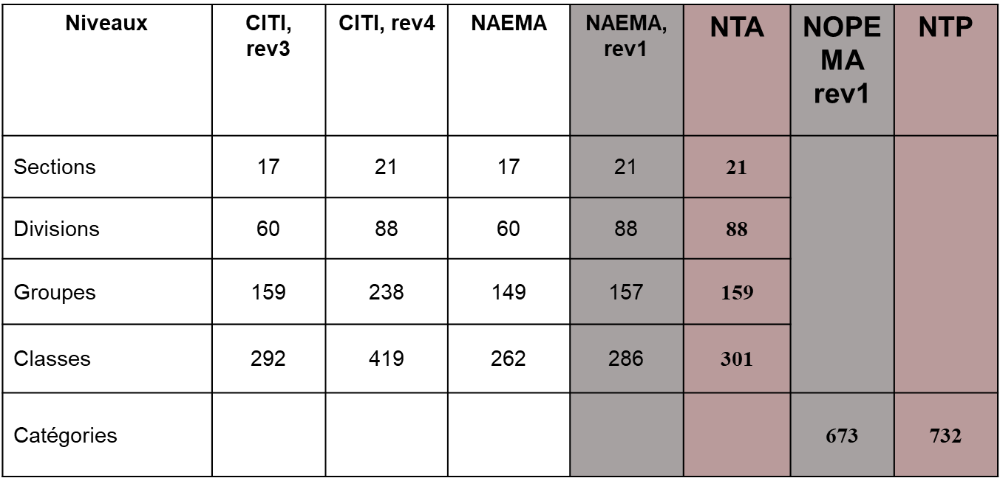 Niveaux CITI, rev3 CITI, rev4 NAEMA NAEMA, rev1 NTA NOPE MA rev1 NTP
Sections 17 21 17 21 21
Divisions 60 88 60 88 88
Groupes 159 238 149 157 159
Classes 292 419 262 286 301
Catégories 673 732